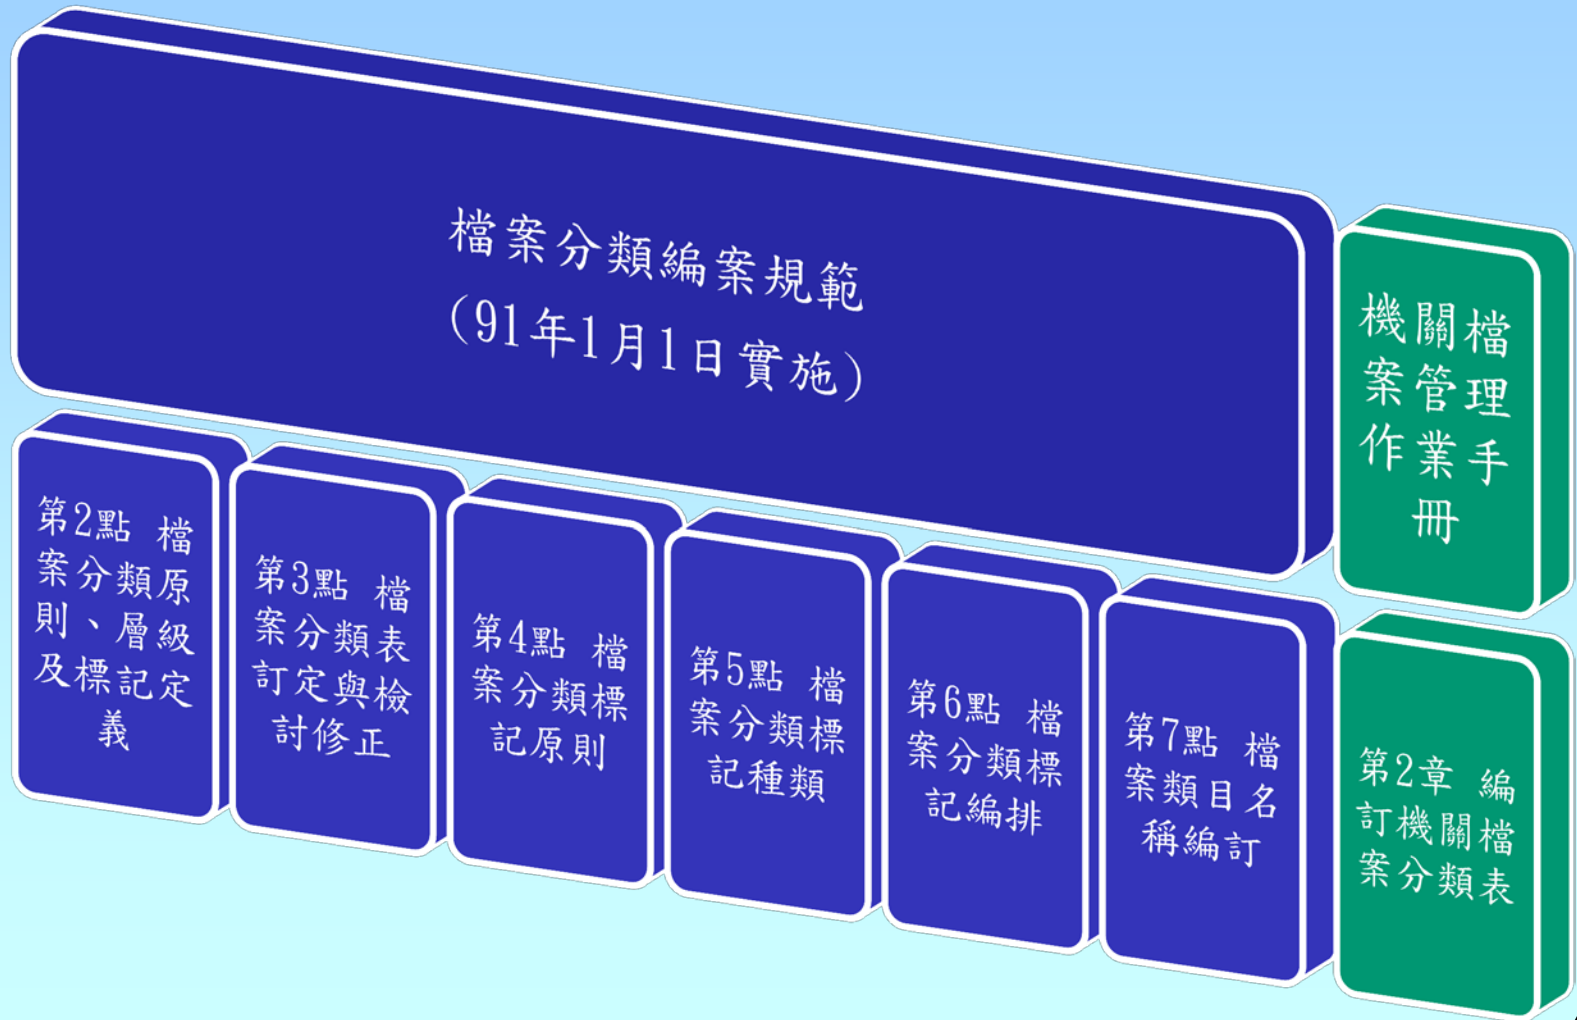 檔案分類編案規範
（91年1月1日實施）
機關檔
案管理
作業手
冊
第2點 檔
案分類原
則、層級
及標記定
義
第3點 檔
案分類表
訂定與檢
討修正
第4點 檔
案分類標
記原則
第5點 檔
案分類標
記種類
第6點 檔
案分類標
記編排
第7點 檔
案類目名
稱編訂
第2章 編
訂機關檔
案分類表